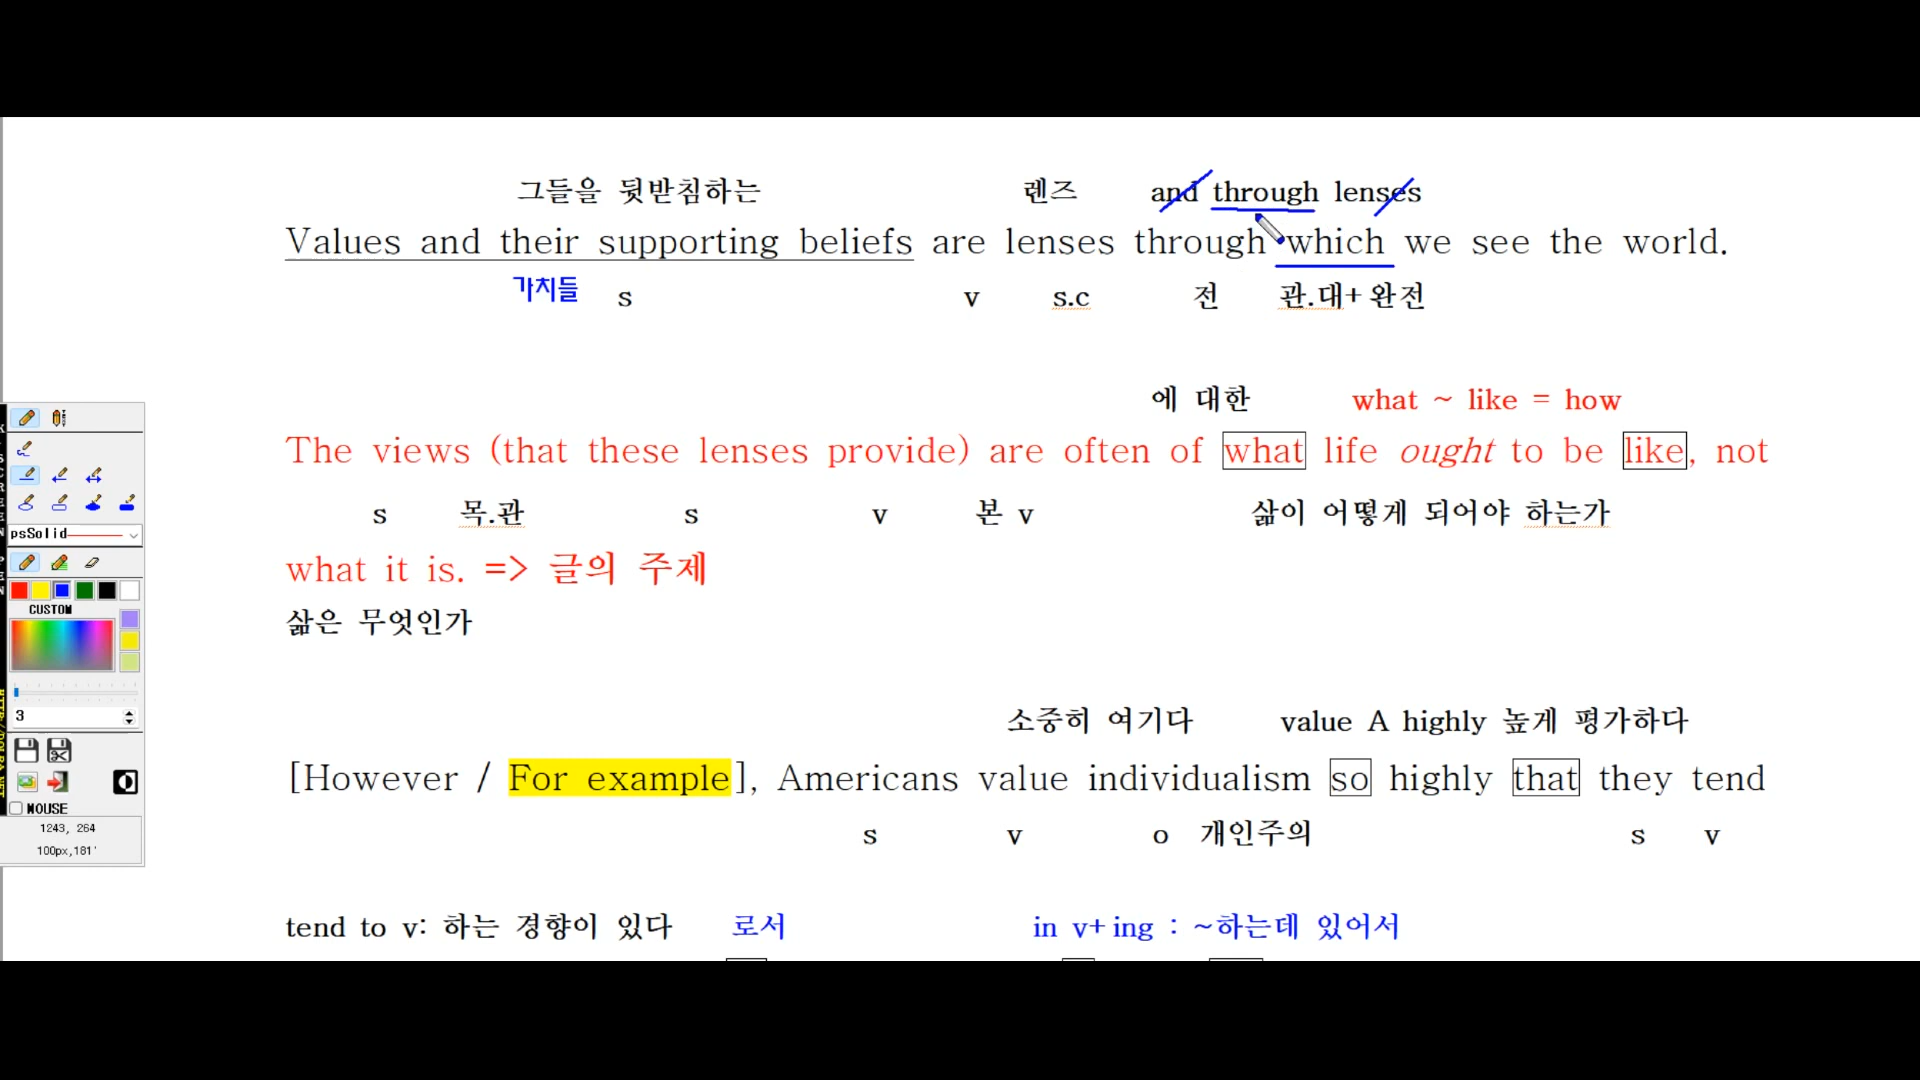 그들을 뒷받침하는 렌즈 and through lenses
Values and their supporting beliefs are lenses through which we see the world.
가치들 s v s.c 전 관.대+완전
에 대한 what ~ like = how
The views (that these lenses provide) are often of what life ought to be like, not
s 목.관 s v 본 v 삶이 어떻게 되어야 하는가
what it is. => 글의 주제
삶은 무엇인가
소중히 여기다 value A highly 높게 평가하다
[However / For example], Americans value individualism so highly that they tend
s v o 개인주의 s v
tend to v: 하는 경향이 있다 로서 in v+ing : ~하는데 있어서
psSolid
CUSTOM
3
MOUSE
1243, 264
100px,181'